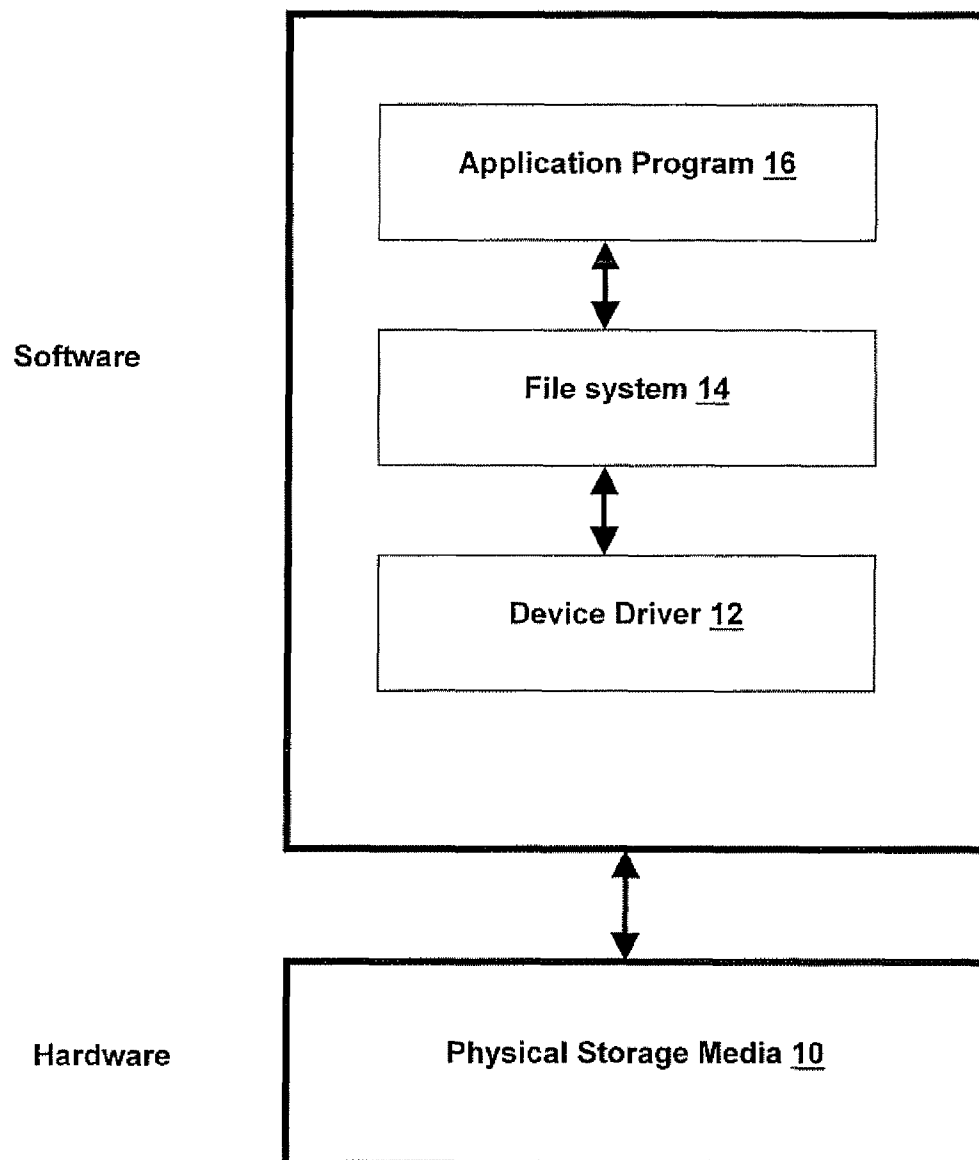 Application Program 16
Software
File system 14
Device Driver 12
Hardware
Physical Storage Media 10